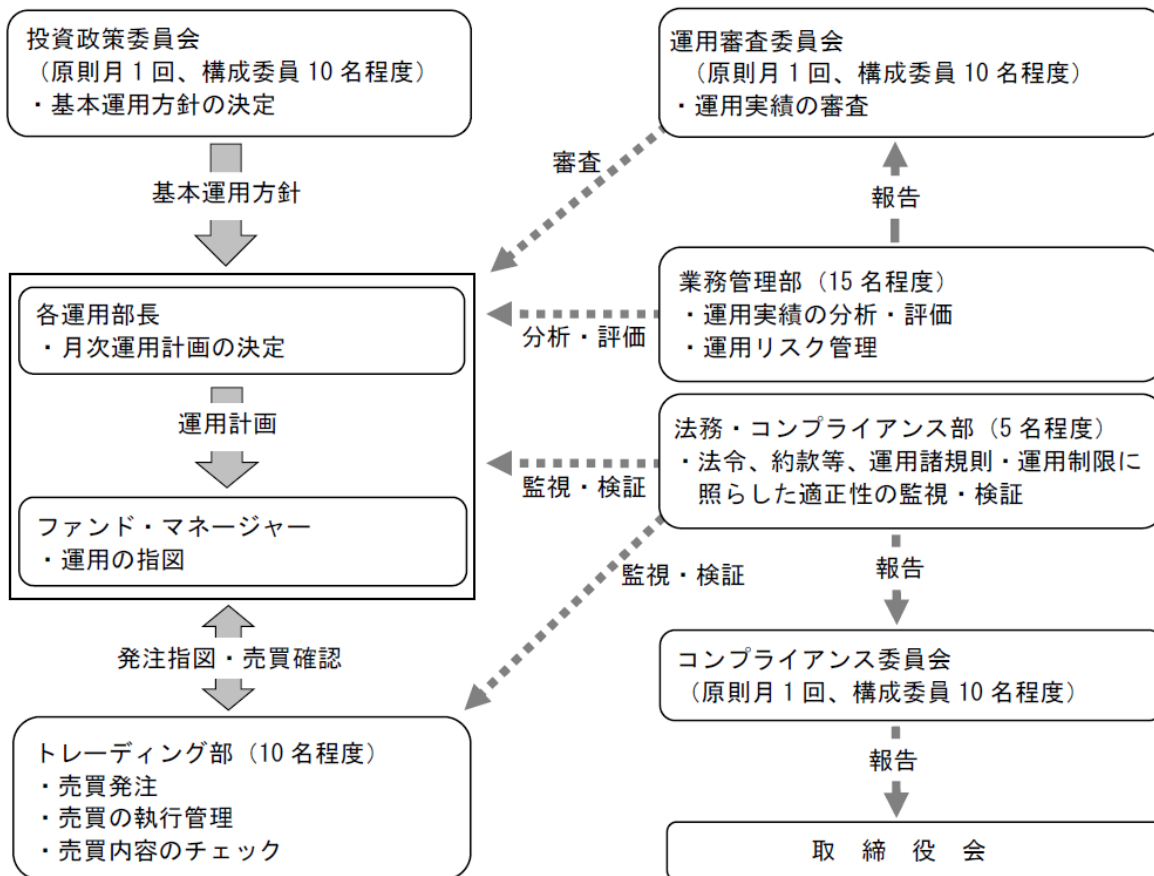 投資政策委員会
（原則月1回、構成委員10名程度）
・基本運用方針の決定
基本運用方針
各運用部長
・月次運用計画の決定
運用計画
ファンド・マネージャー
・運用の指図
発注指図・売買確認
トレーディング部（10名程度）
・売買発注
・売買の執行管理
・売買内容のチェック
運用審査委員会
（原則月1回、構成委員10名程度）
・運用実績の審査
審査
報告
業務管理部（15名程度）
・運用実績の分析・評価
・運用リスク管理
分析・評価
法務・コンプライアンス部（5名程度）
・法令、約款等、運用諸規則・運用制限に
照らした適正性の監視・検証
監視・検証
監視・検証
報告
コンプライアンス委員会
（原則月1回、構成委員10名程度）
報告
取　締　役　会